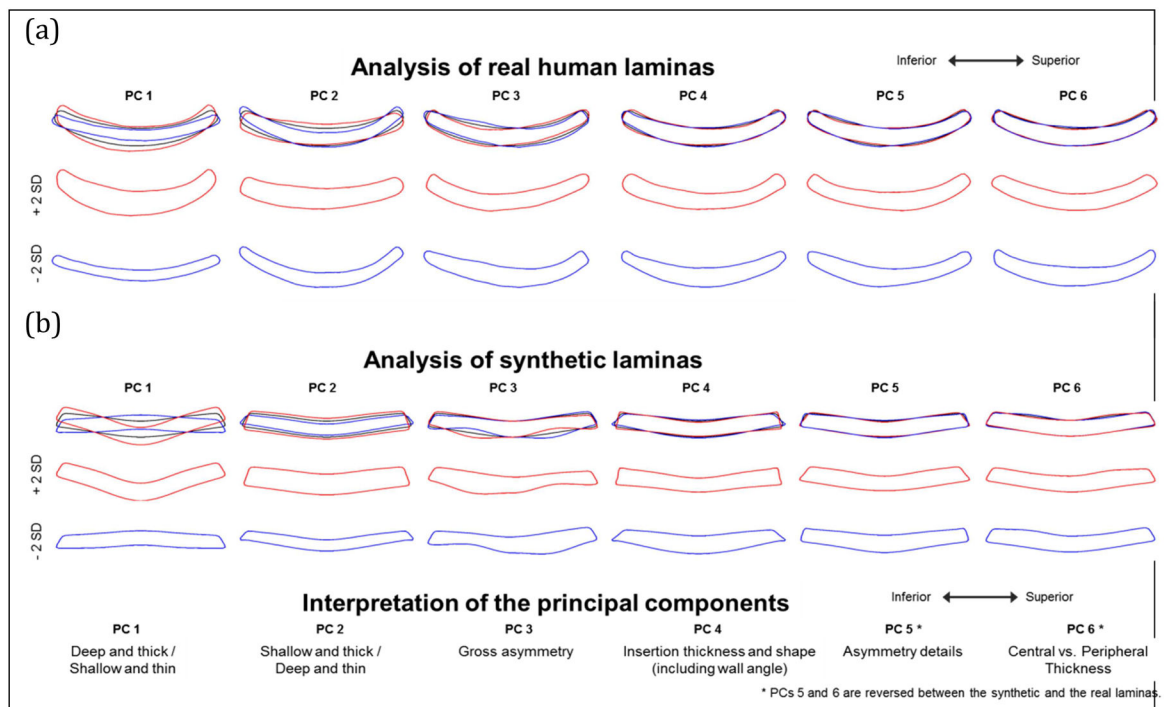 (a)
Analysis of real human laminas
Inferior Superior
PC 1 PC 2 PC 3 PC 4 PC 5 PC 6
+ 2 SD
- 2 SD
(b)
Analysis of synthetic laminas
PC 1 PC 2 PC 3 PC 4 PC 5 PC 6
+ 2 SD
- 2 SD
Interpretation of the principal components
Inferior Superior
PC 1 PC 2 PC 3 PC 4 PC 5 * PC 6 *
Deep and thick / Shallow and thick / Gross asymmetry Insertion thickness and shape Asymmetry details Central vs. Peripheral
Shallow and thin Deep and thin (including wall angle) Thickness
* PCs 5 and 6 are reversed between the synthetic and the real laminas.